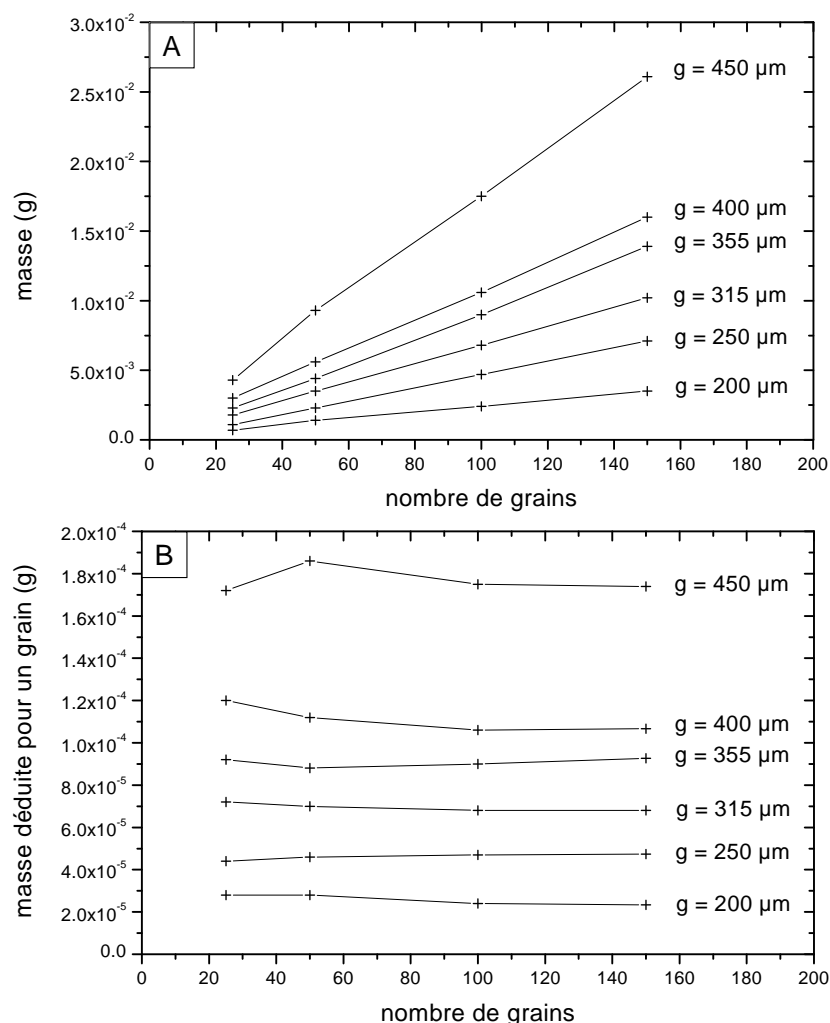 A
3.0x10-2
2.5x10-2
2.0x10-2
1.5x10-2
1.0x10-2
5.0x10-3
0.0
masse (g)
g = 450 µm
g = 400 µm
g = 355 µm
g = 315 µm
g = 250 µm
g = 200 µm
0 20 40 60 80 100 120 140 160 180 200
nombre de grains
B
2.0x10-4
1.8x10-4
1.6x10-4
1.4x10-4
1.2x10-4
1.0x10-4
8.0x10-5
6.0x10-5
4.0x10-5
2.0x10-5
0.0
masse déduite pour un grain (g)
g = 450 µm
g = 400 µm
g = 355 µm
g = 315 µm
g = 250 µm
g = 200 µm
0 20 40 60 80 100 120 140 160 180 200
nombre de grains